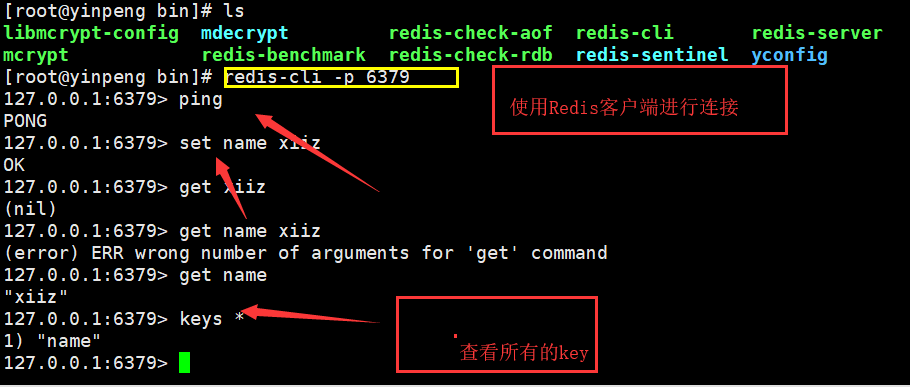 [root@yinpeng bin]# ls
libmcrypt-config mdecrypt redis-check-aof redis-cli redis-server
mcrypt redis-benchmark redis-check-rdb redis-sentinel yconfig
[root@yinpeng bin]# redis-cli -p 6379
127.0.0.1:6379> ping
使用Redis客户端进行连接
PONG
127.0.0.1:6379> set name xiiz
OK
127.0.0.1:6379> get xiiz
(nil)
127.0.0.1:6379> get name xiiz
(error) ERR wrong number of arguments for 'get' command
127.0.0.1:6379> get name
"xiiz"
127.0.0.1:6379> keys *
1) "name"
查看所有的key
127.0.0.1:6379>